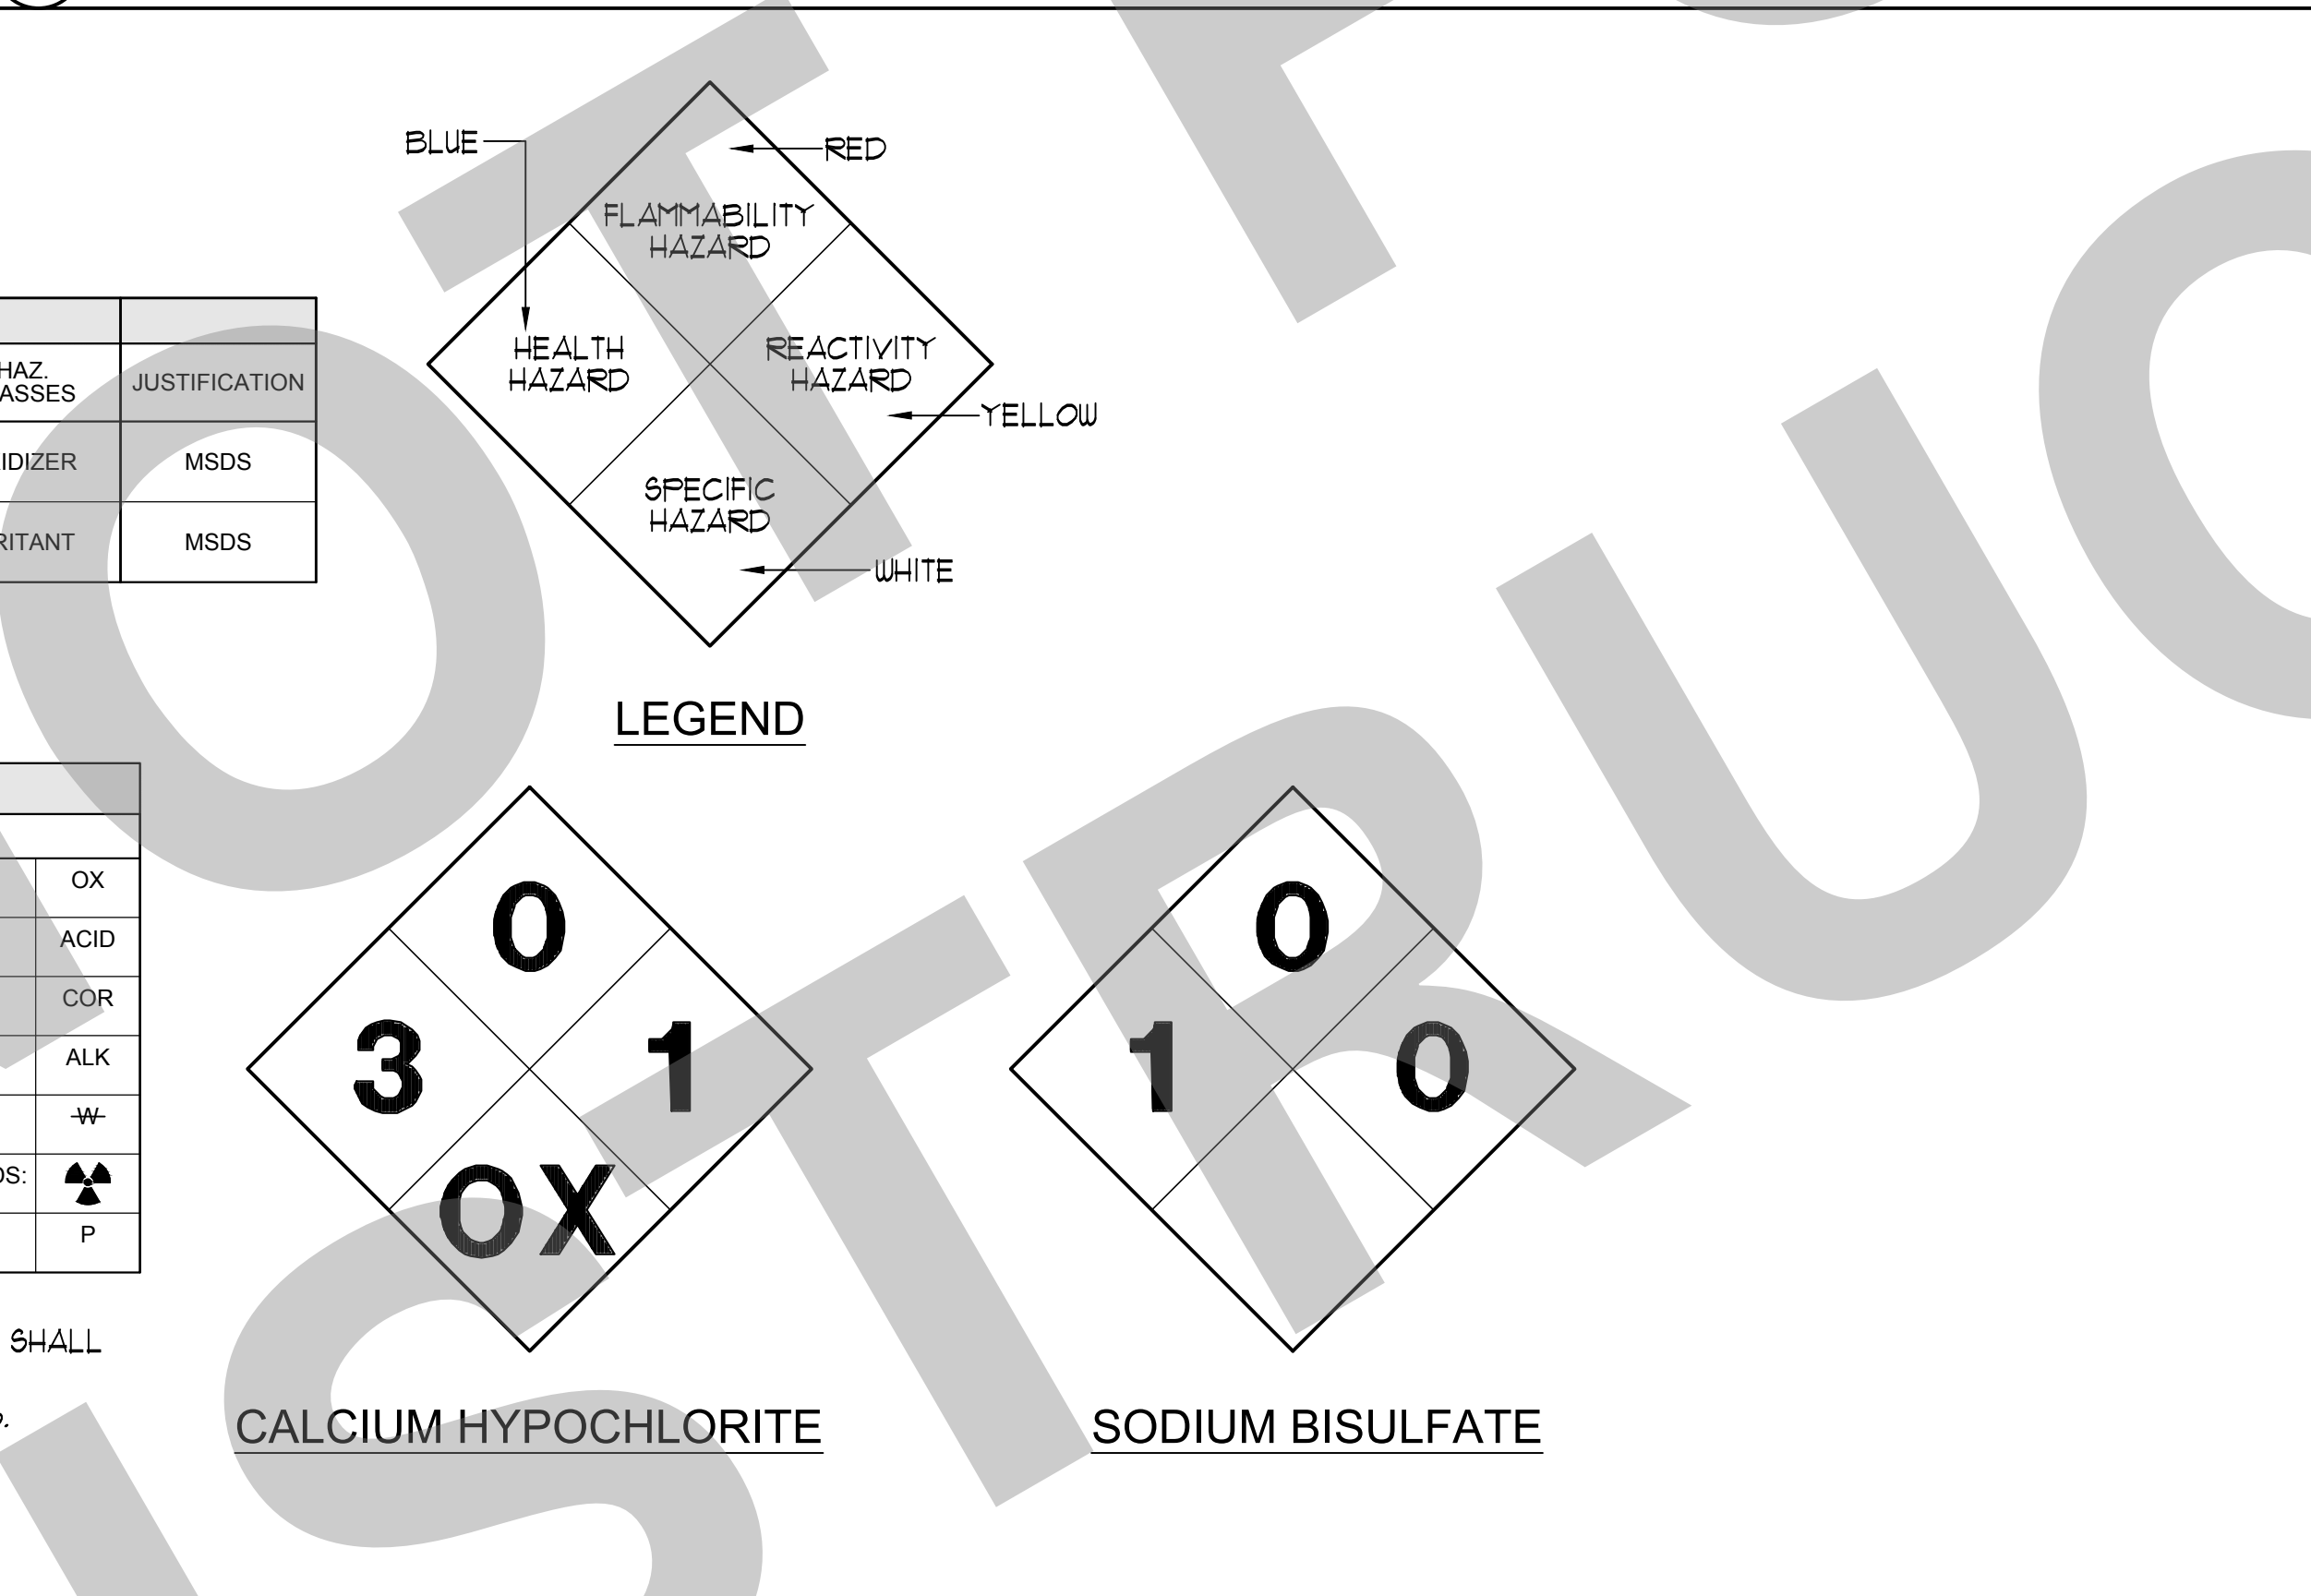 BLUE
RED
FLAMMABILITY
HAZARD
HEALTH
HAZARD
REACTIVITY
HAZARD
YELLOW
SPECIFIC
HAZARD
WHITE
LEGEND
HAZ.
ASSES
JUSTIFICATION
IDIZER
MSDS
RITANT
MSDS
OX
ACID
COR
ALK
W
DS:
P
SHALL
0
3
1
OX
CALCIUM HYPOCHLORITE
0
1
0
SODIUM BISULFATE